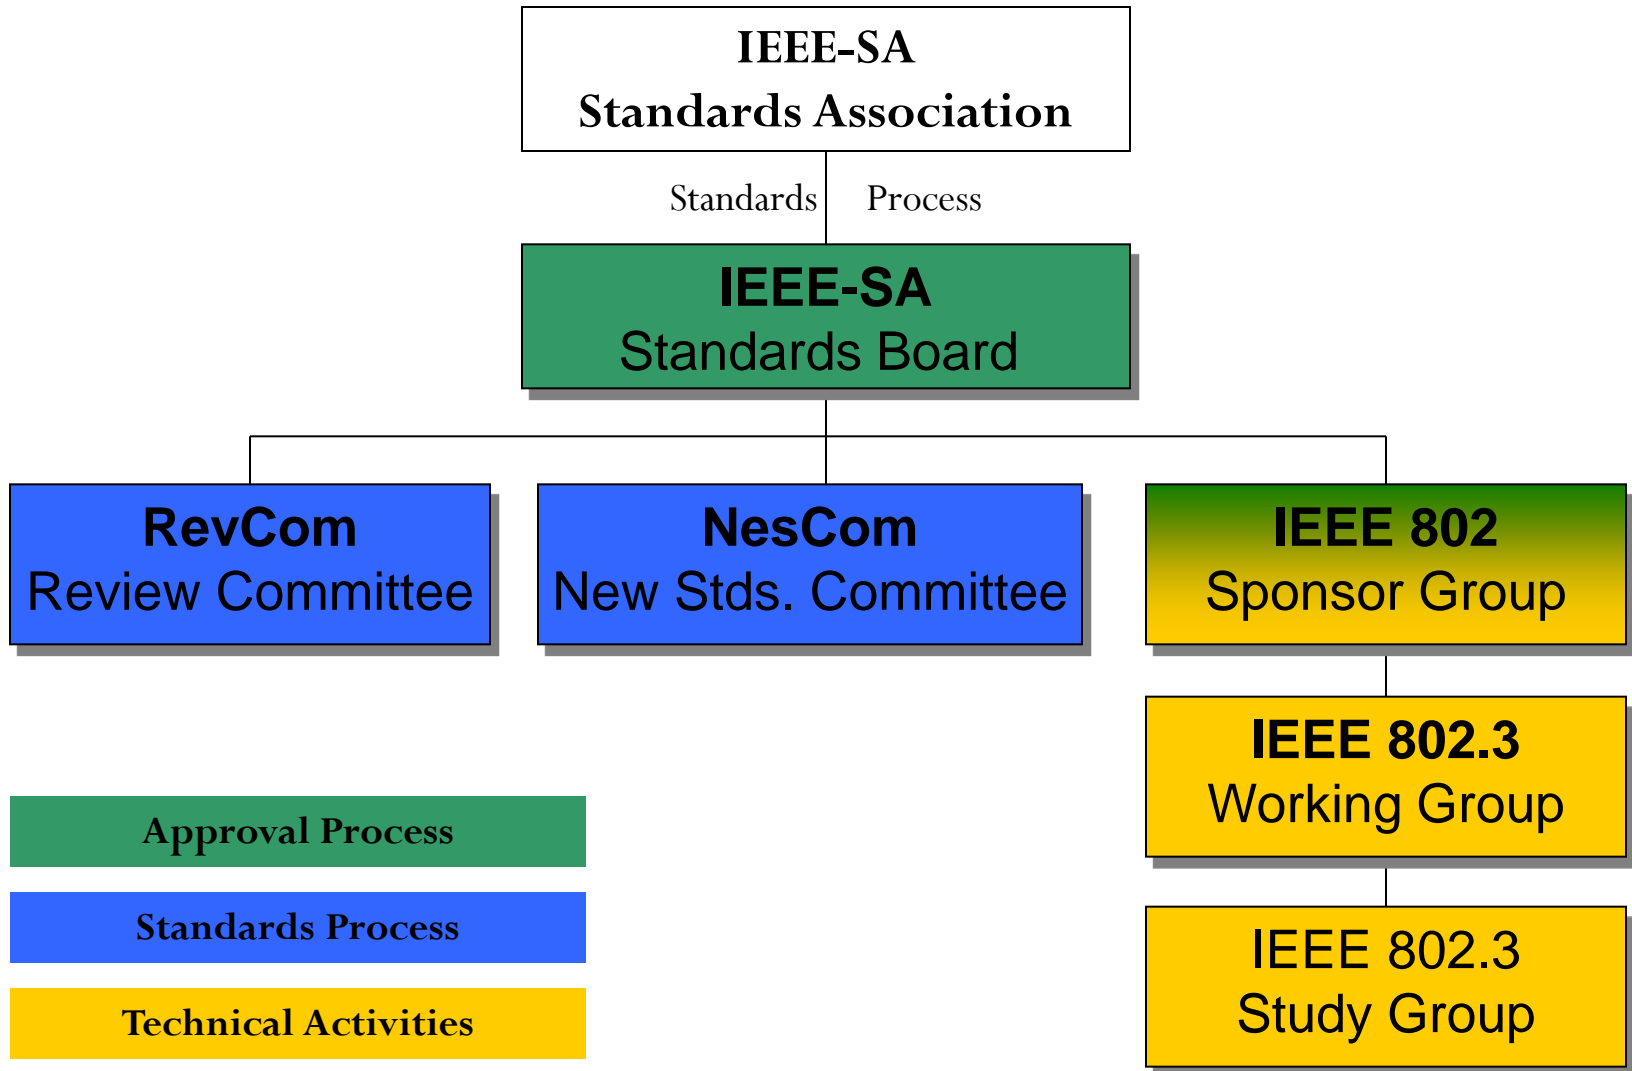 IEEE-SA
Standards Association
Standards Process
IEEE-SA
Standards Board
RevCom
Review Committee
NesCom
New Stds. Committee
IEEE 802
Sponsor Group
IEEE 802.3
Working Group
IEEE 802.3
Study Group
Approval Process
Standards Process
Technical Activities